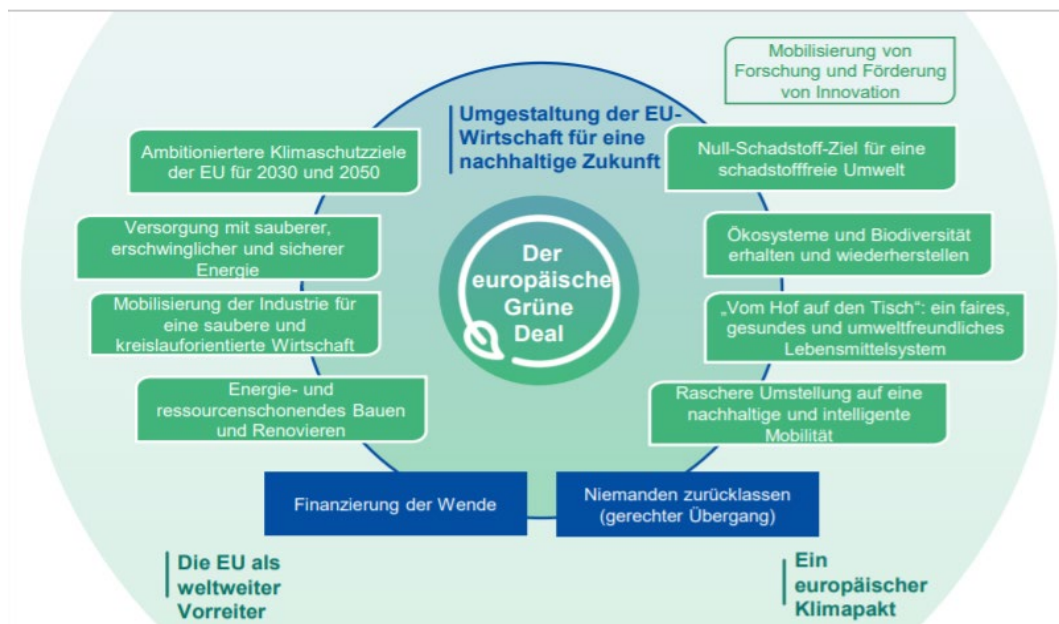 Mobilisierung von
Forschung und Förderung
von Innovation
Umgestaltung der EU-
Wirtschaft für eine
nachhaltige Zukunft
Ambitioniertere Klimaschutzziele
der EU für 2030 und 2050
Null-Schadstoff-Ziel für eine
schadstofffreie Umwelt
Versorgung mit sauberer,
erschwinglicher und sicherer
Energie
Ökosysteme und Biodiversität
erhalten und wiederherstellen
Der
europäische
Grüne
Deal
Mobilisierung der Industrie für
eine saubere und
kreislauforientierte Wirtschaft
„Vom Hof auf den Tisch“: ein faires,
gesundes und umweltfreundliches
Lebensmittelsystem
Energie- und
ressourcenschonendes Bauen
und Renovieren
Raschere Umstellung auf eine
nachhaltige und intelligente
Mobilität
Finanzierung der Wende
Niemanden zurücklassen
(gerechter Übergang)
Die EU als
weltweiter
Vorreiter
Ein
europäischer
Klimapakt